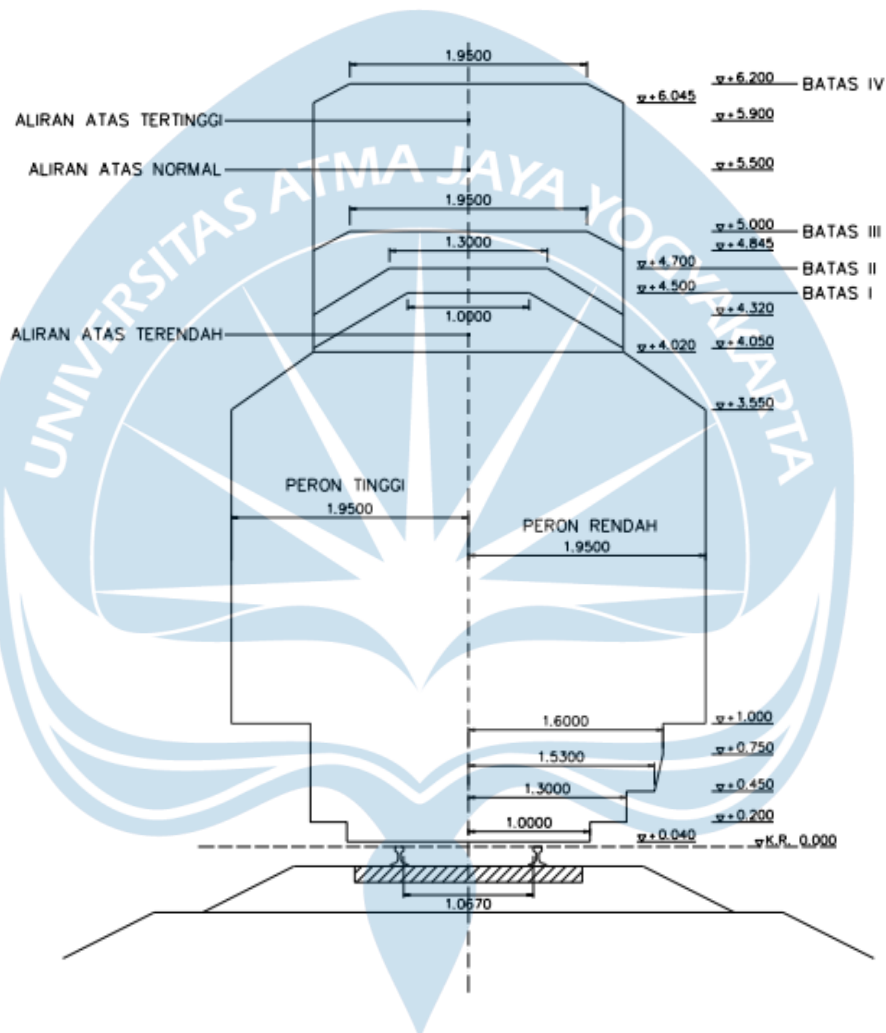 1.9500
▽+6.200 BATAS IV
▽+6.045
ALIRAN ATAS TERTINGGI
▽+5.900
ALIRAN ATAS NORMAL
▽+5.500
UNIVERSITAS ATMA JAYA YOGYAKARTA
1.9500
▽+5.000 BATAS III
▽+4.845
1.3000
▽+4.700 BATAS II
▽+4.500 BATAS I
1.0000
▽+4.320
ALIRAN ATAS TERENDAH
▽+4.020
▽+4.050
▽+3.550
PERON TINGGI
1.9500
PERON RENDAH
1.9500
▽+1.000
1.6000
▽+0.750
1.5300
▽+0.450
1.3000
▽+0.200
1.0000
▽+0.040
▽K.R. 0.000
1.0670